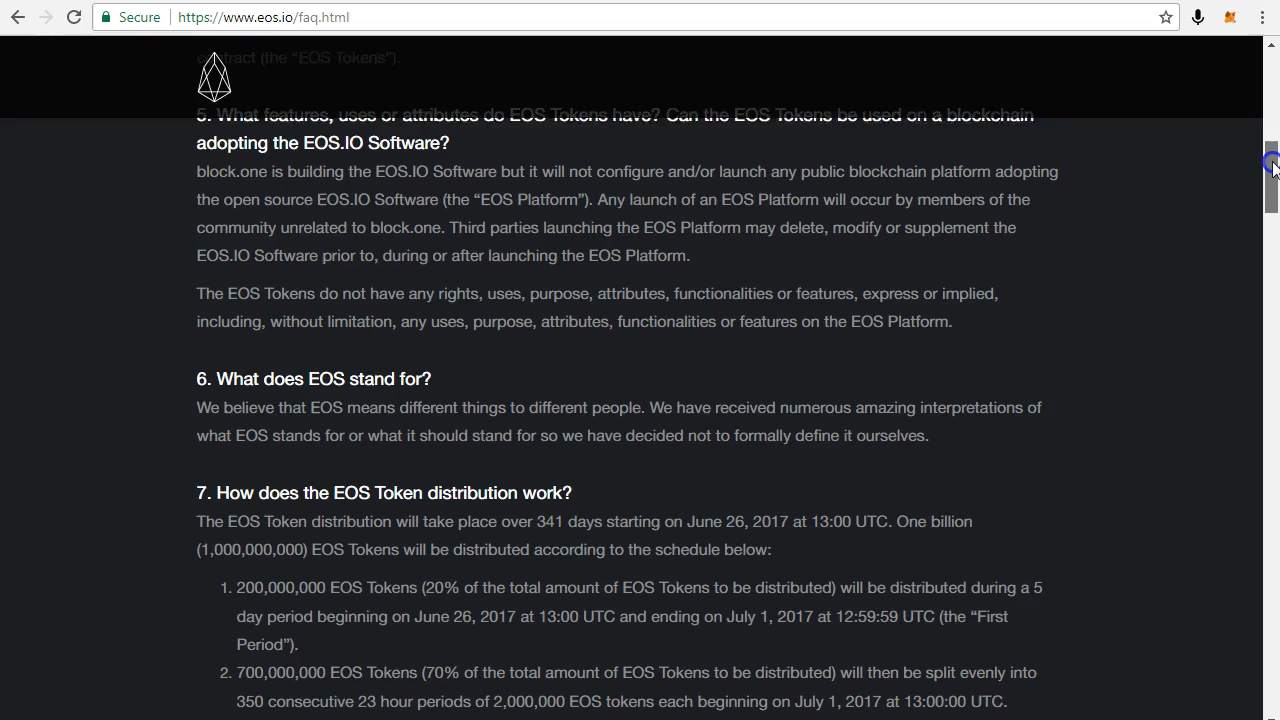 Secure
https://www.eos.io/faq.html
contract (the “EOS Tokens”).
5. What features, uses or attributes do EOS Tokens have? Can the EOS Tokens be used on a blockchain
adopting the EOS.IO Software?
block.one is building the EOS.IO Software but it will not configure and/or launch any public blockchain platform adopting
the open source EOS.IO Software (the “EOS Platform”). Any launch of an EOS Platform will occur by members of the
community unrelated to block.one. Third parties launching the EOS Platform may delete, modify or supplement the
EOS.IO Software prior to, during or after launching the EOS Platform.
The EOS Tokens do not have any rights, uses, purpose, attributes, functionalities or features, express or implied,
including, without limitation, any uses, purpose, attributes, functionalities or features on the EOS Platform.
6. What does EOS stand for?
We believe that EOS means different things to different people. We have received numerous amazing interpretations of
what EOS stands for or what it should stand for so we have decided not to formally define it ourselves.
7. How does the EOS Token distribution work?
The EOS Token distribution will take place over 341 days starting on June 26, 2017 at 13:00 UTC. One billion
(1,000,000,000) EOS Tokens will be distributed according to the schedule below:
1. 200,000,000 EOS Tokens (20% of the total amount of EOS Tokens to be distributed) will be distributed during a 5
day period beginning on June 26, 2017 at 13:00 UTC and ending on July 1, 2017 at 12:59:59 UTC (the “First
Period”).
2. 700,000,000 EOS Tokens (70% of the total amount of EOS Tokens to be distributed) will then be split evenly into
350 consecutive 23 hour periods of 2,000,000 EOS tokens each beginning on July 1, 2017 at 13:00:00 UTC.